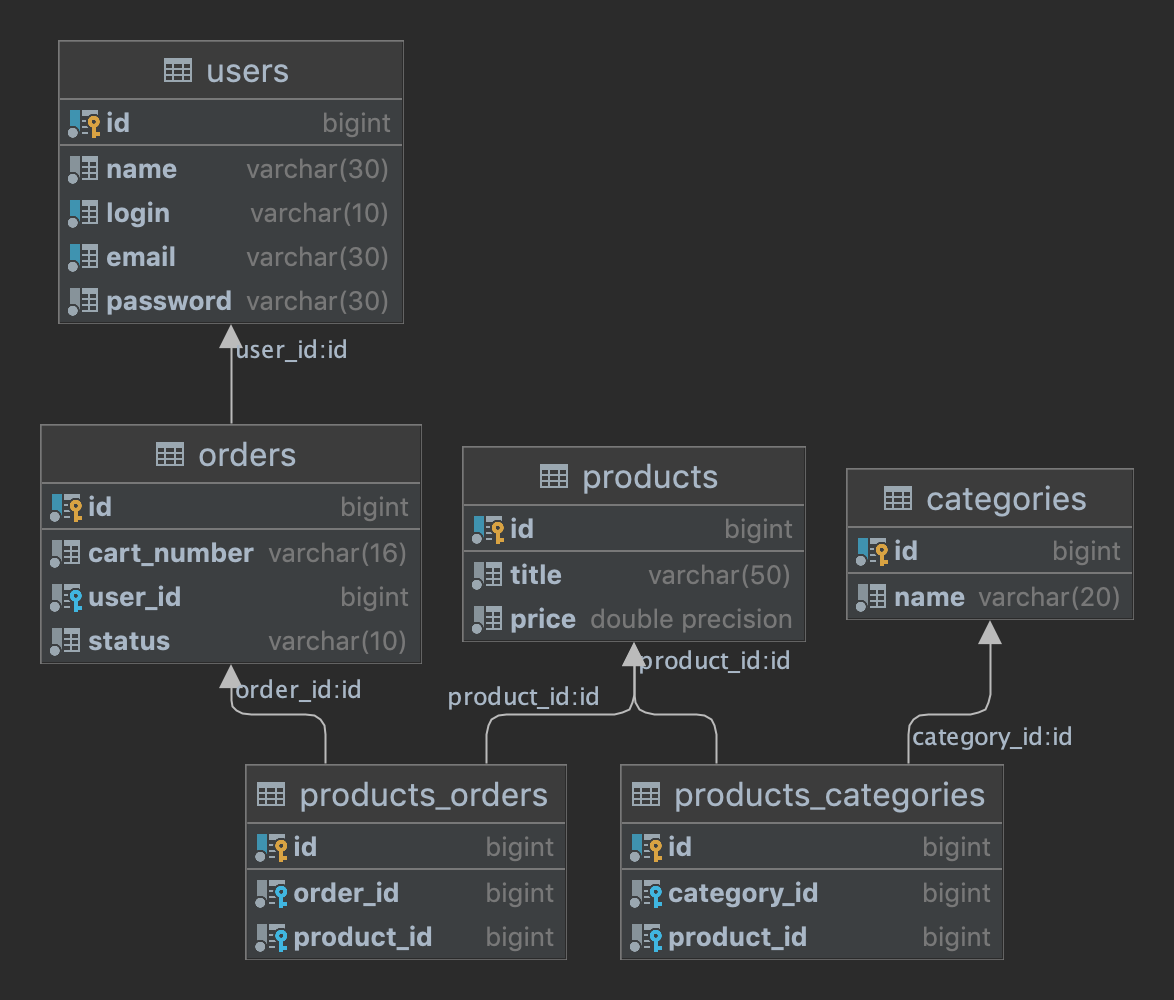 users
id bigint
name varchar(30)
login varchar(10)
email varchar(30)
password varchar(30)
user_id:id
orders
id bigint
cart_number varchar(16)
user_id bigint
status varchar(10)
order_id:id
products
id bigint
title varchar(50)
price double precision
product_id:id
product_id:id
categories
id bigint
name varchar(20)
category_id:id
products_orders
id bigint
order_id bigint
product_id bigint
products_categories
id bigint
category_id bigint
product_id bigint